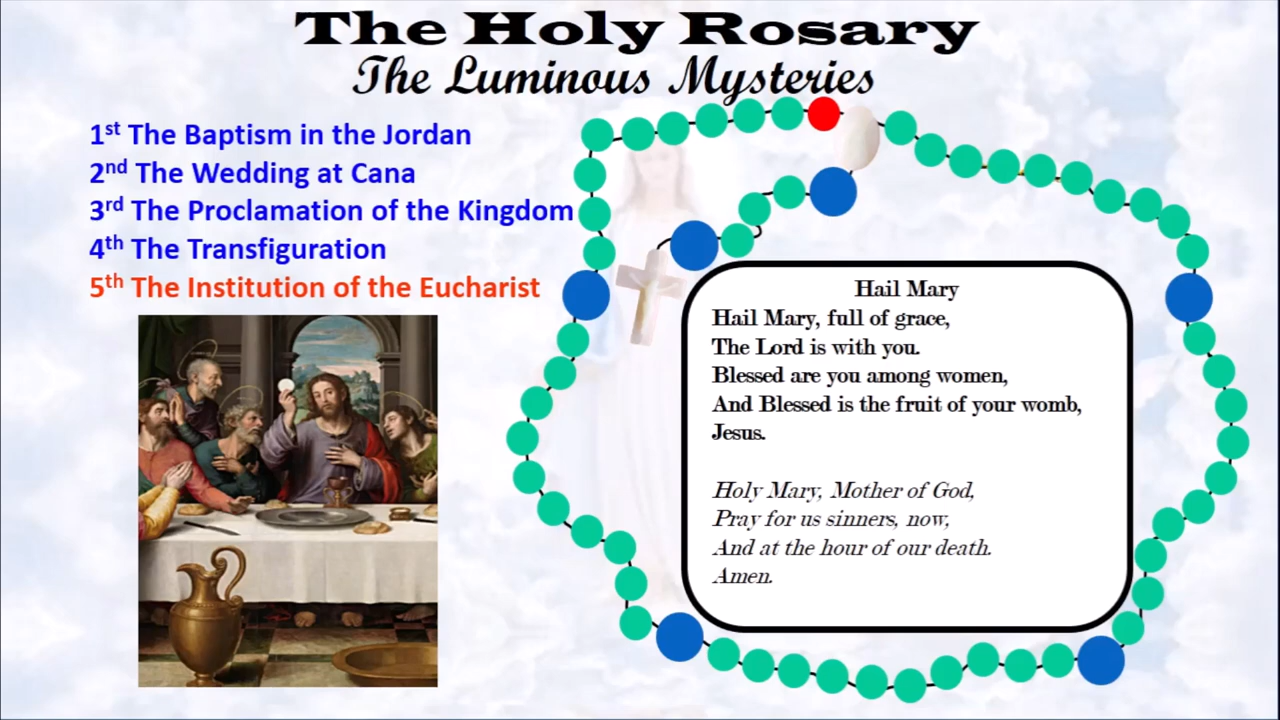 The Holy Rosary
The Luminous Mysteries
1st The Baptism in the Jordan
2nd The Wedding at Cana
3rd The Proclamation of the Kingdom
4th The Transfiguration
5th The Institution of the Eucharist
Hail Mary
Hail Mary, full of grace,
The Lord is with you.
Blessed are you among women,
And Blessed is the fruit of your womb,
Jesus.
Holy Mary, Mother of God,
Pray for us sinners, now,
And at the hour of our death.
Amen.